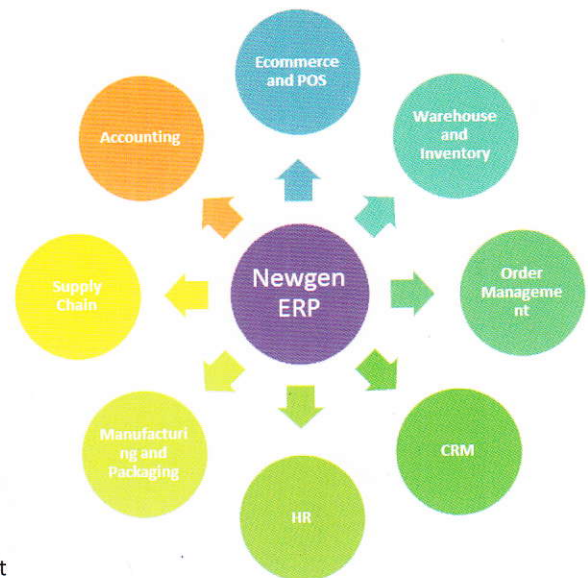 Ecommerce
and POS
Warehouse
and
Inventory
Order
Manageme
nt
CRM
HR
Manufacturi
ng and
Packaging
Supply
Chain
Accounting
Newgen
ERP
t